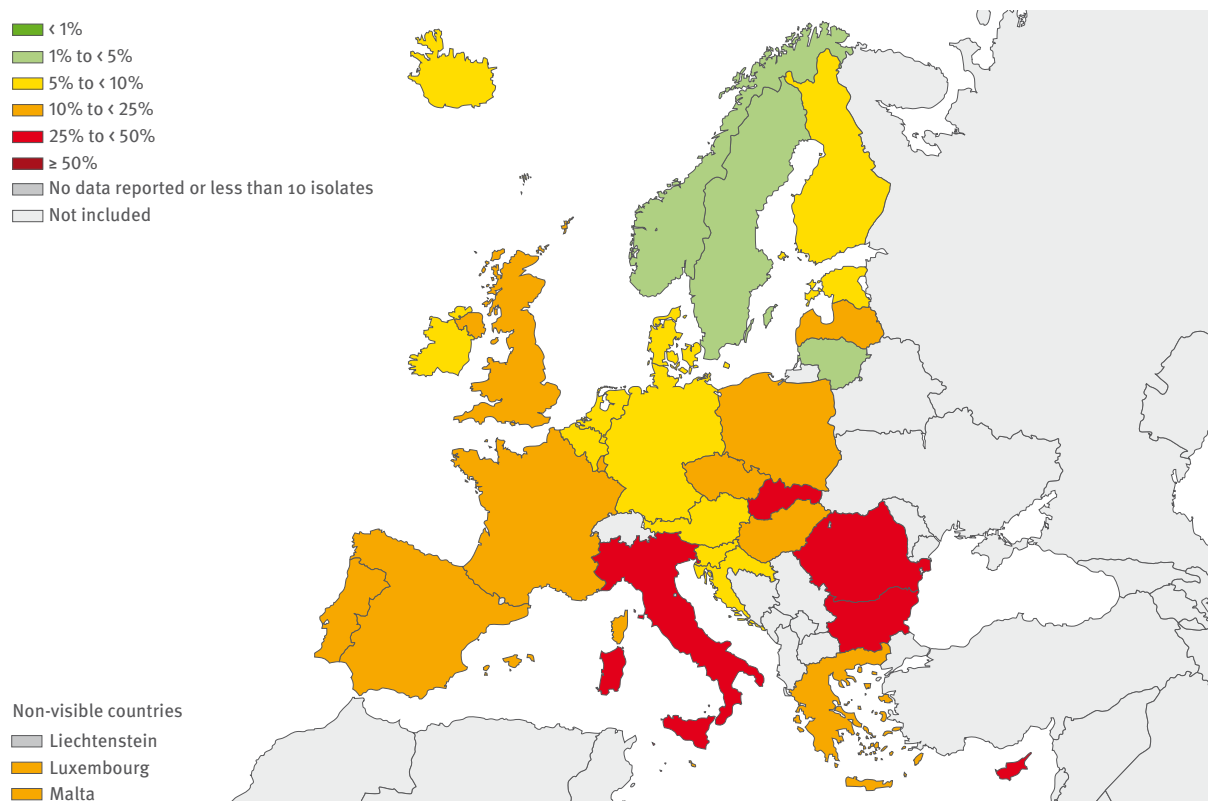 < 1%
1% to < 5%
5% to < 10%
10% to < 25%
25% to < 50%
≥ 50%
No data reported or less than 10 isolates
Not included
Non-visible countries
Liechtenstein
Luxembourg
Malta